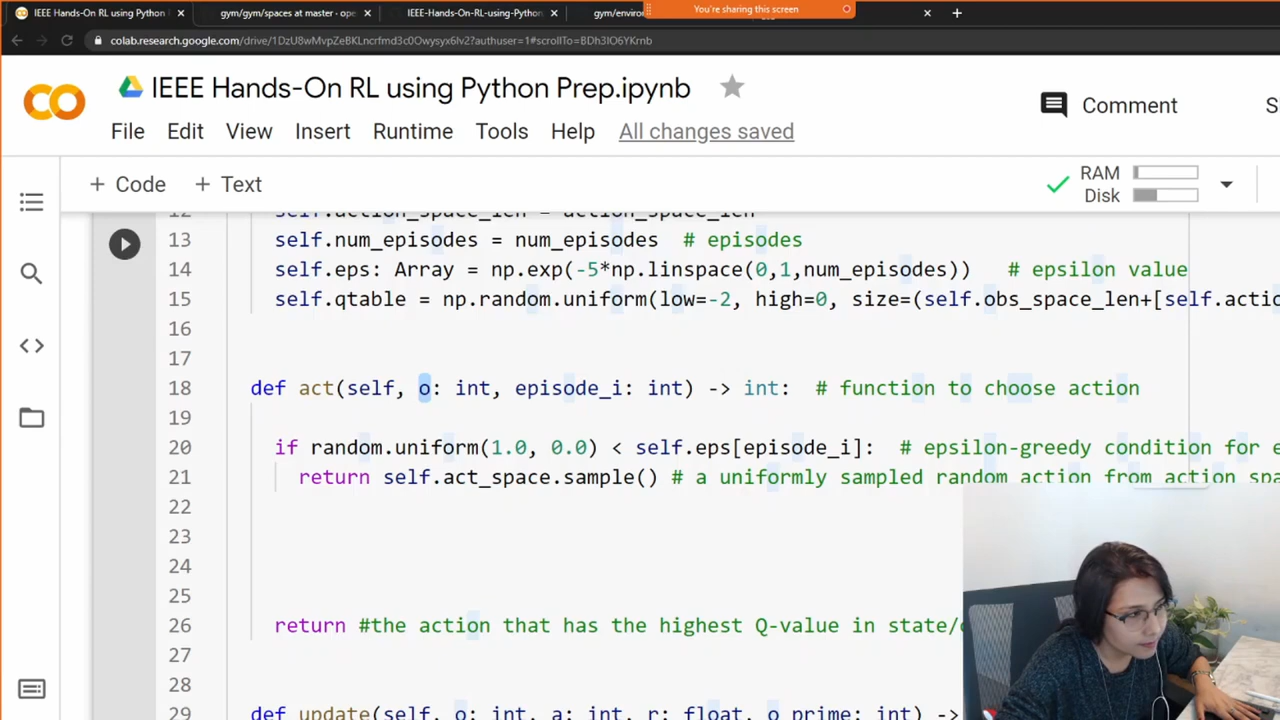 You're sharing this screen
IEEE Hands-On RL using Python
gym/gym/spaces at master · ope
IEEE-Hands-On-RL-using-Python
gym/enviro
colab.research.google.com/drive/1DzU8wMvpZeBKLncrfmd3c0Owysyx6lv2?authuser=1#scrollTo=BDh3IO6YKrnb
IEEE Hands-On RL using Python Prep.ipynb
Comment
S
File Edit View Insert Runtime Tools Help All changes saved
+ Code + Text
RAM
Disk
12 self.action_space_len = action_space_len
13 self.num_episodes = num_episodes # episodes
14 self.eps: Array = np.exp(-5*np.linspace(0,1,num_episodes)) # epsilon value
15 self.qtable = np.random.uniform(low=-2, high=0, size=(self.obs_space_len+[self.actio
16
17
18 def act(self, o: int, episode_i: int) -> int: # function to choose action
19
20 if random.uniform(1.0, 0.0) < self.eps[episode_i]: # epsilon-greedy condition for e
21 return self.act_space.sample() # a uniformly sampled random action from action spa
22
23
24
25
26 return #the action that has the highest Q-value in state/
27
28
29 def update(self, o: int, a: int, r: float, o_prime: int) ->